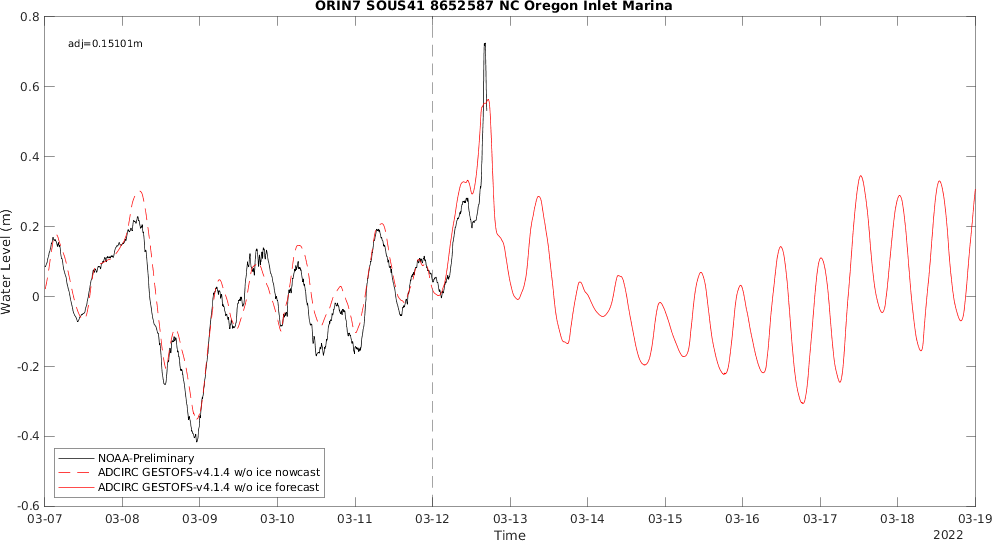 ORIN7 SOUS41 8652587 NC Oregon Inlet Marina
adj=0.15101m
0.8
0.6
0.4
0.2
0
-0.2
-0.4
-0.6
Water Level (m)
NOAA-Preliminary
ADCIRC GESTOFS-v4.1.4 w/o ice nowcast
ADCIRC GESTOFS-v4.1.4 w/o ice forecast
03-07 03-08 03-09 03-10 03-11 03-12 03-13 03-14 03-15 03-16 03-17 03-18 03-19
Time
2022